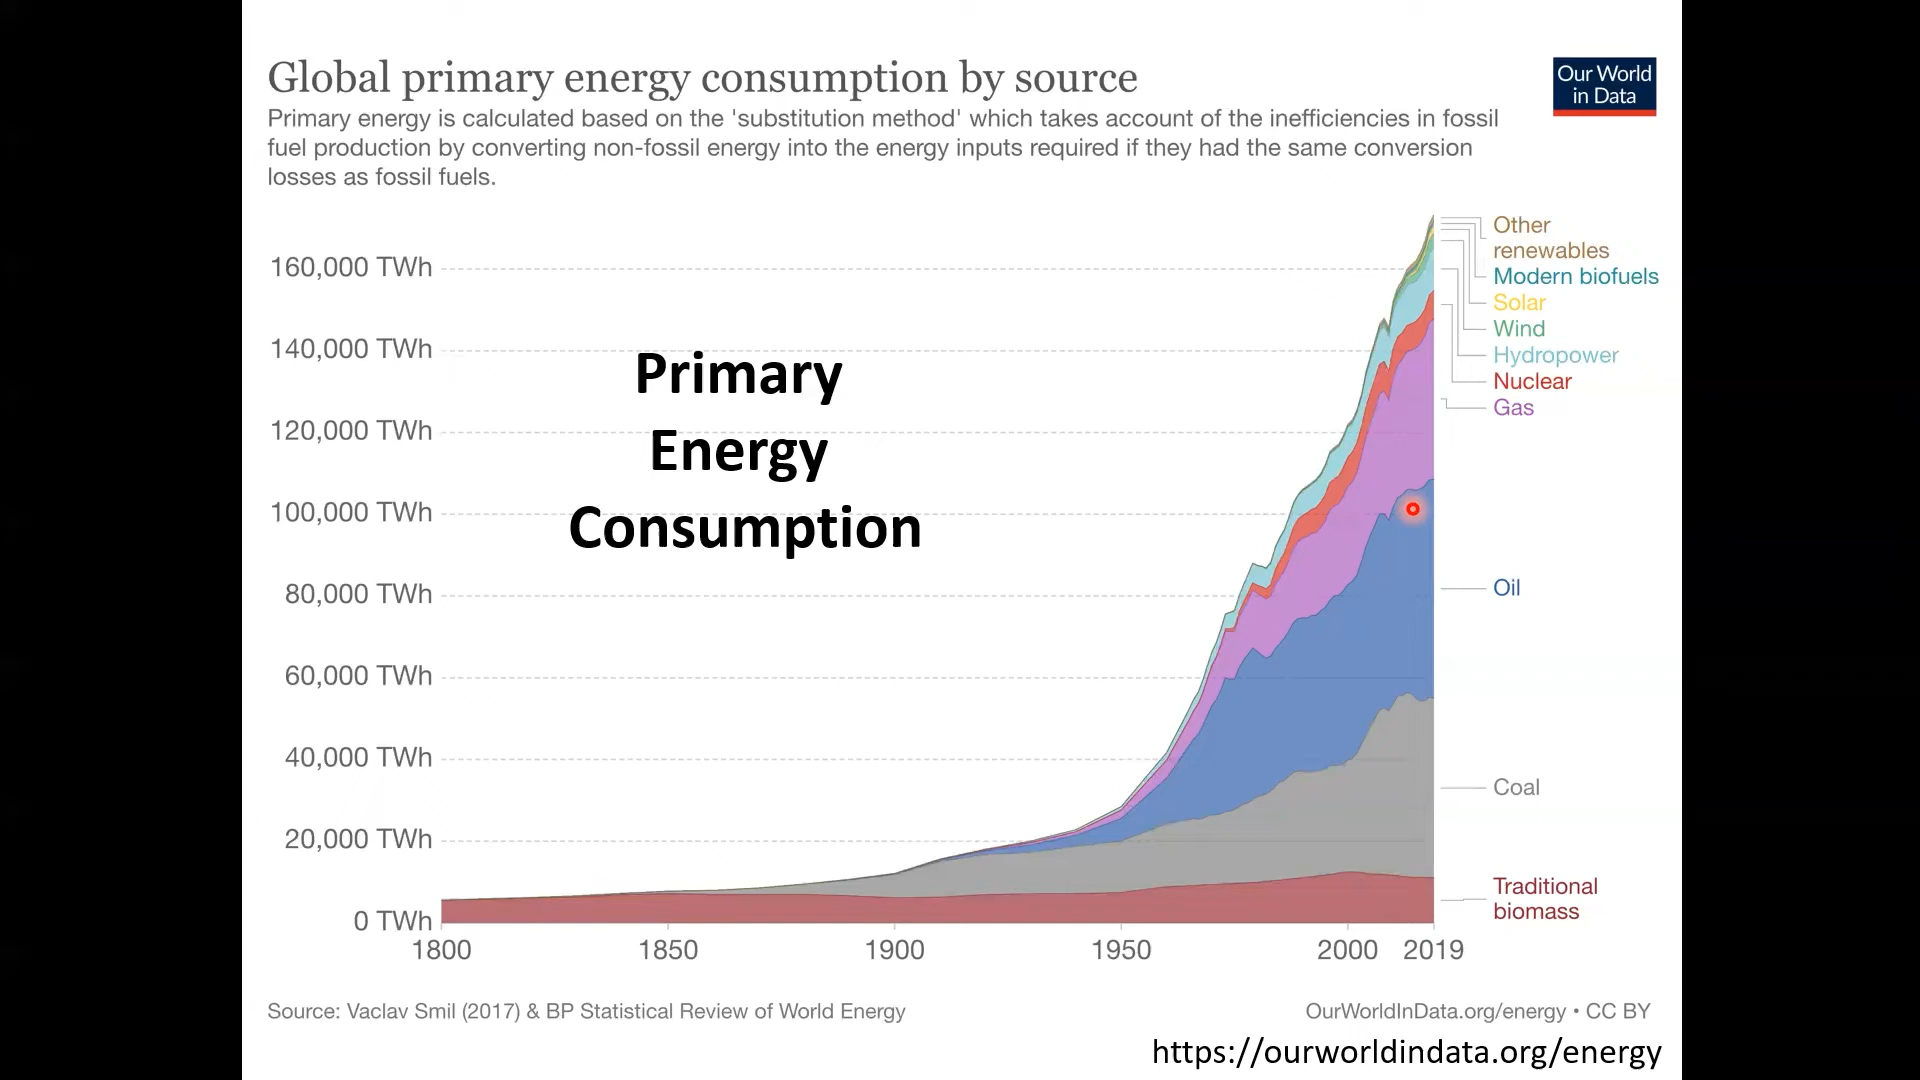 Global primary energy consumption by source
Our World
in Data
Primary energy is calculated based on the 'substitution method' which takes account of the inefficiencies in fossil
fuel production by converting non-fossil energy into the energy inputs required if they had the same conversion
losses as fossil fuels.
160,000 TWh
140,000 TWh
120,000 TWh
100,000 TWh
80,000 TWh
60,000 TWh
40,000 TWh
20,000 TWh
0 TWh
Primary
Energy
Consumption
Other
renewables
Modern biofuels
Solar
Wind
Hydropower
Nuclear
Gas
Oil
Coal
Traditional
biomass
1800
1850
1900
1950
2000
2019
Source: Vaclav Smil (2017) & BP Statistical Review of World Energy
OurWorldInData.org/energy • CC BY
https://ourworldindata.org/energy